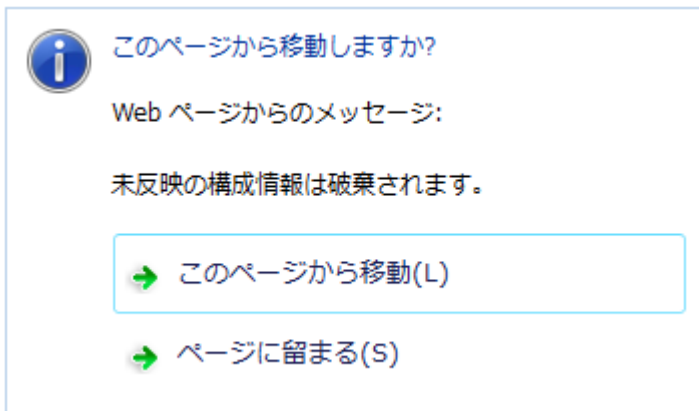 このページから移動しますか?
Web ページからのメッセージ:
未反映の構成情報は破棄されます。
このページから移動(L)
ページに留まる(S)